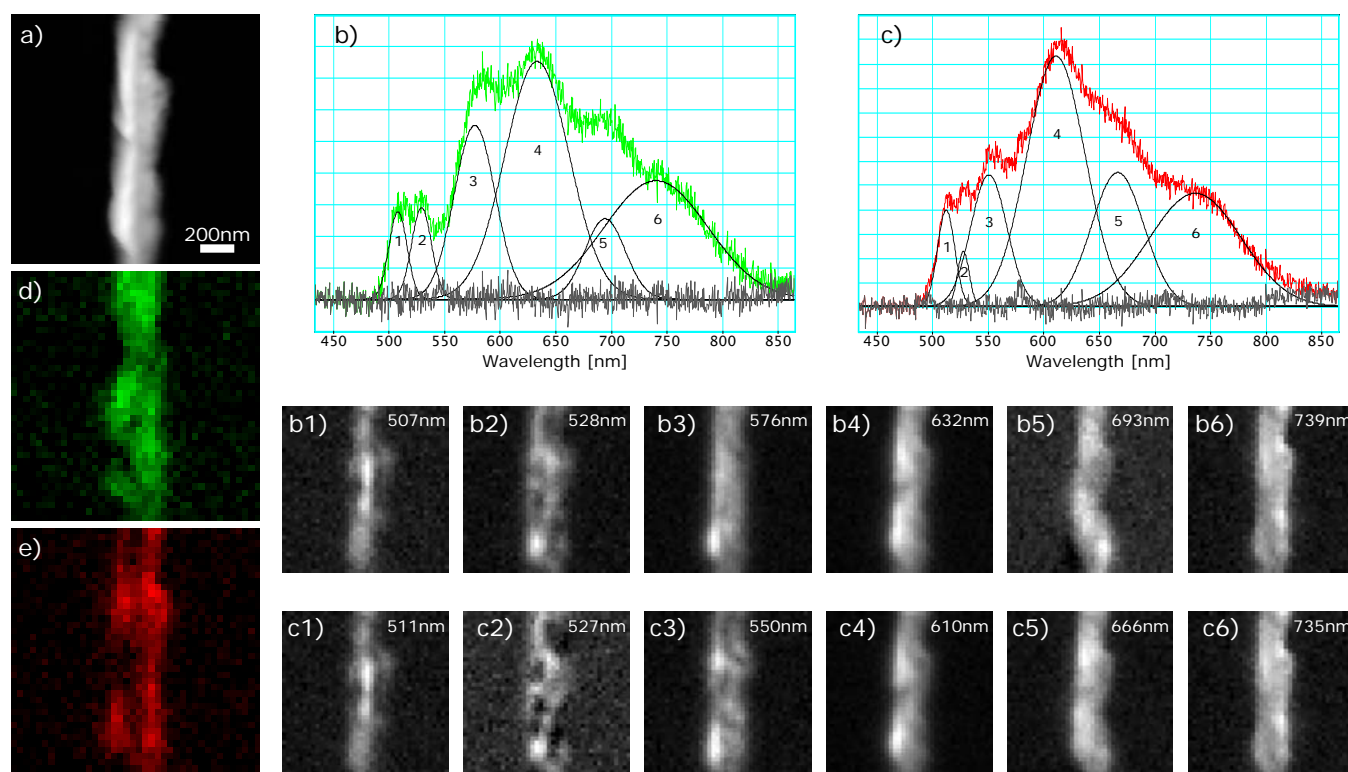 a)
200nm
b)
1
2
3
4
5
6
450 500 550 600 650 700 750 800 850
Wavelength [nm]
c)
1
2
3
4
5
6
450 500 550 600 650 700 750 800 850
Wavelength [nm]
d)
e)
b1) 507nm
b2) 528nm
b3) 576nm
b4) 632nm
b5) 693nm
b6) 739nm
c1) 511nm
c2) 527nm
c3) 550nm
c4) 610nm
c5) 666nm
c6) 735nm